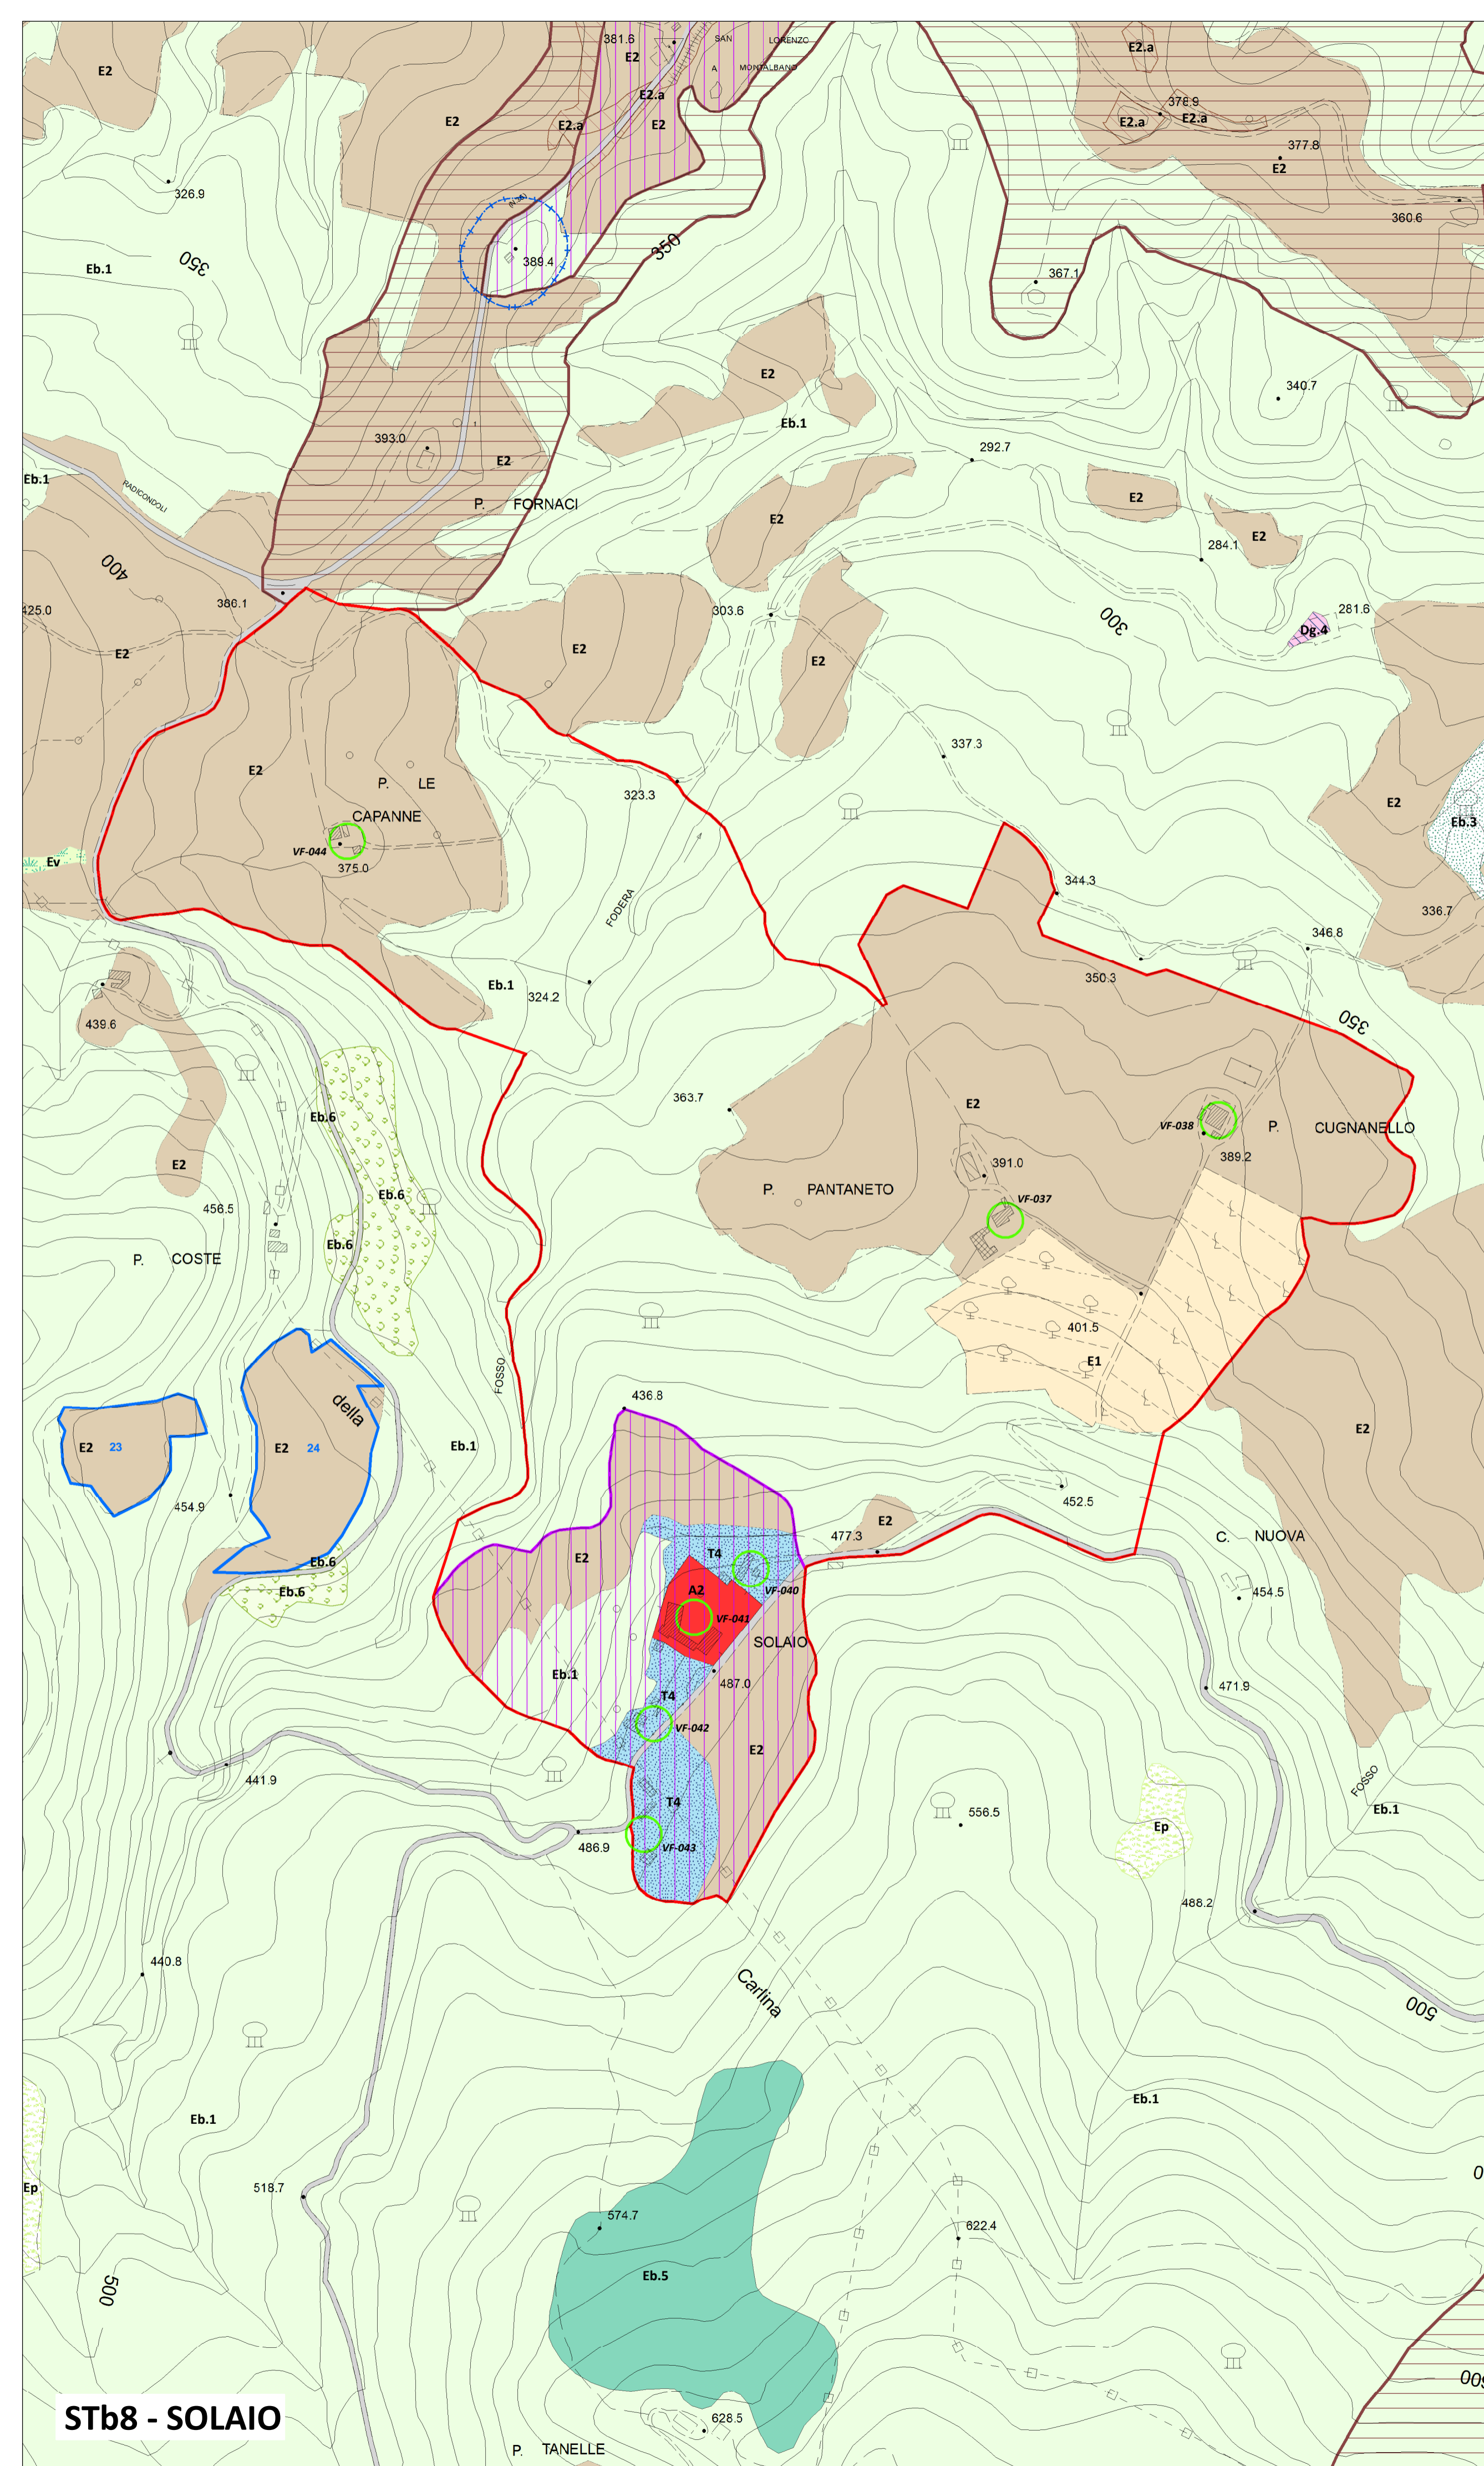 381.6
SAN LORENZO
E2
A MONTALBANO
E2.a
E2
E2.a
378.9
E2
E2.a
E2
E2.a
E2.a
377.8
E2
326.9
360.6
350
389.4
350
Eb.1
367.1
E2
340.7
Eb.1
393.0
292.7
E2
Eb.1
RADICONDOLI
P. FORNACI
E2
E2
E2
284.1
400
386.1
425.0
303.6
300
281.6
Dg.4
E2
E2
E2
337.3
E2
P. LE
CAPANNE
323.3
E2
Eb.3
VF-044
375.0
Ev
344.3
FODERA
336.7
346.8
350.3
Eb.1
324.2
350
439.6
363.7
E2
Eb.6
VF-038
P. CUGNANELLO
389.2
E2
391.0
P. PANTANETO
VF-037
Eb.6
456.5
Eb.6
P. COSTE
401.5
E1
FOSSO
436.8
della
E2 23
E2 24
Eb.1
E2
454.9
452.5
477.3
E2
C. NUOVA
T4
E2
Eb.6
Eb.6
A2
VF-040
454.5
VF-041
SOLAIO
Eb.1
487.0
471.9
T4
VF-042
E2
441.9
FOSSO
T4
Eb.1
556.5
Ep
486.9
VF-043
488.2
440.8
Carlina
500
Eb.1
Eb.1
Ep
518.7
574.7
622.4
Eb.5
500
STb8 - SOLAIO
628.5
P. TANELLE